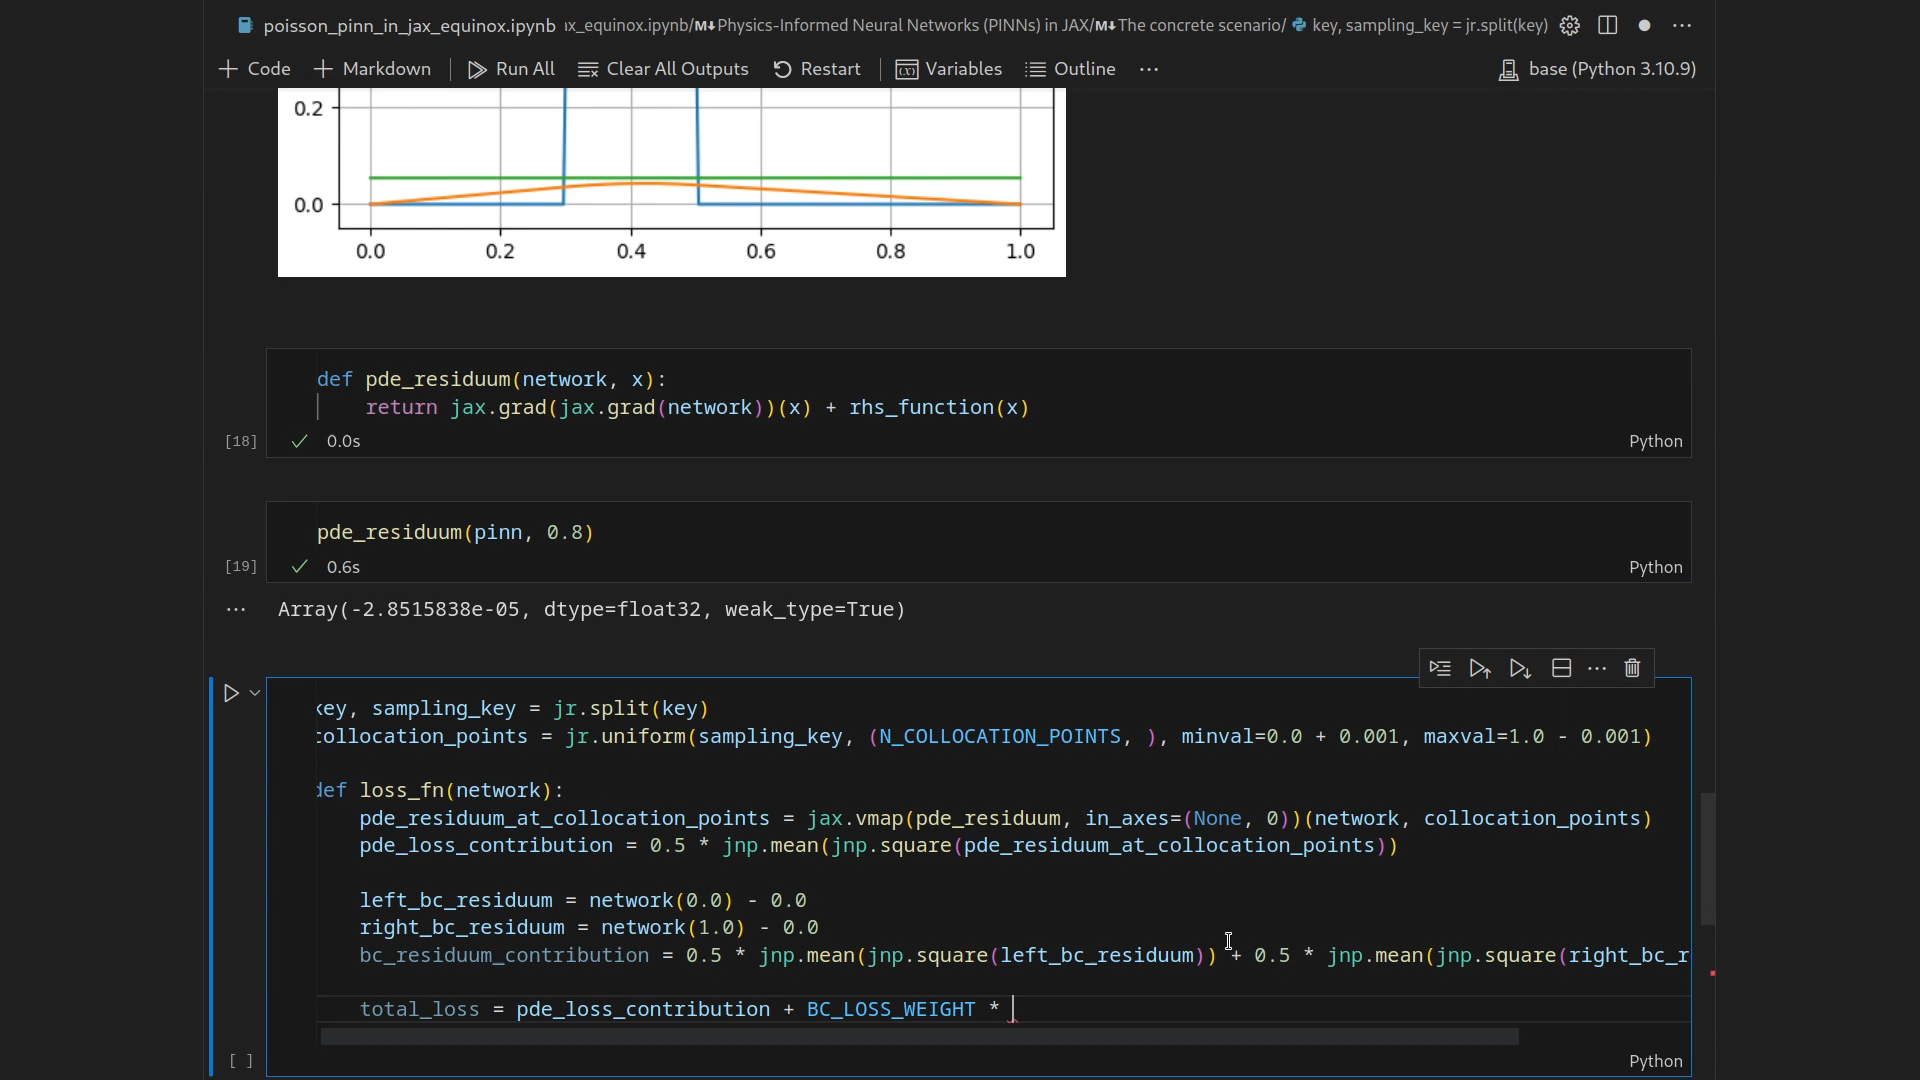 poisson_pinn_in_jax_equinox.ipynb ıx_equinox.ipynb/M↓Physics-Informed Neural Networks (PINNs) in JAX/M↓The concrete scenario/ key, sampling_key = jr.split(key)
+ Code + Markdown Run All Clear All Outputs Restart Variables Outline ··· base (Python 3.10.9)
0.2
0.0
0.0 0.2 0.4 0.6 0.8 1.0
def pde_residuum(network, x):
return jax.grad(jax.grad(network))(x) + rhs_function(x)
[18] 0.0s Python
pde_residuum(pinn, 0.8)
[19] 0.6s Python
··· Array(-2.8515838e-05, dtype=float32, weak_type=True)
key, sampling_key = jr.split(key)
collocation_points = jr.uniform(sampling_key, (N_COLLOCATION_POINTS, ), minval=0.0 + 0.001, maxval=1.0 - 0.001)
def loss_fn(network):
pde_residuum_at_collocation_points = jax.vmap(pde_residuum, in_axes=(None, 0))(network, collocation_points)
pde_loss_contribution = 0.5 * jnp.mean(jnp.square(pde_residuum_at_collocation_points))
left_bc_residuum = network(0.0) - 0.0
right_bc_residuum = network(1.0) - 0.0
bc_residuum_contribution = 0.5 * jnp.mean(jnp.square(left_bc_residuum)) + 0.5 * jnp.mean(jnp.square(right_bc_r
total_loss = pde_loss_contribution + BC_LOSS_WEIGHT *
[ ] Python